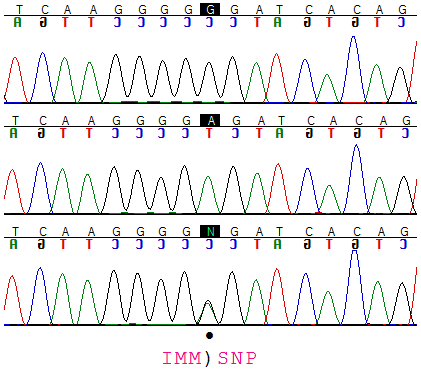 T C A A G G G G G G A T C A C A G
A G T T C C C C C C T A G T G T C
T C A A G G G G A G A T C A C A G
A G T T C C C C T C T A G T G T C
T C A A G G G G N G A T C A C A G
A G T T C C C C N C T A G T G T C
IMM) SNP